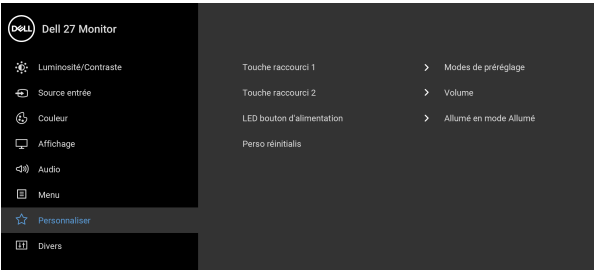 DELL Dell 27 Monitor
Luminosité/Contraste
Source entrée
Couleur
Affichage
Audio
Menu
Personnaliser
Divers
Touche raccourci 1 > Modes de préréglage
Touche raccourci 2 > Volume
LED bouton d'alimentation > Allumé en mode Allumé
Perso réinitialis